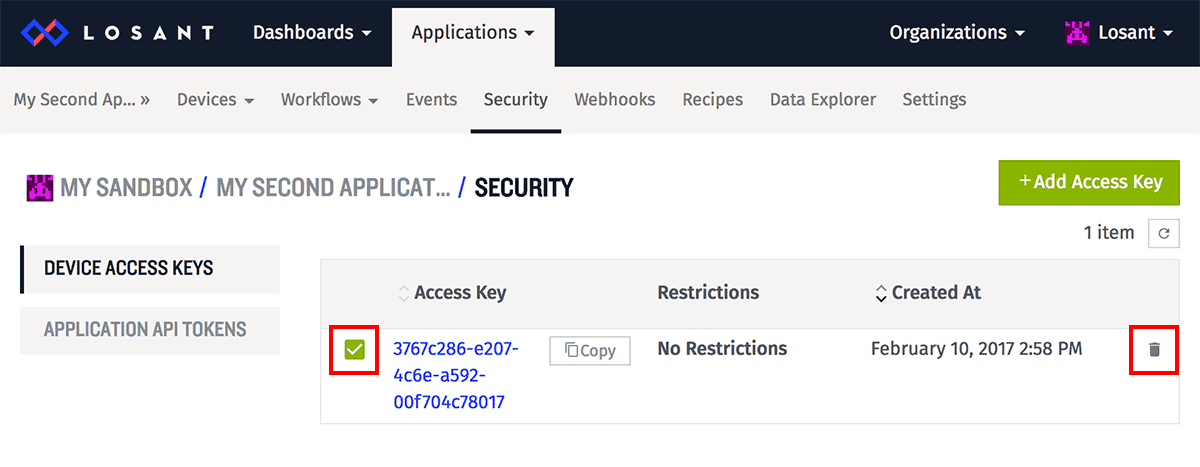 LOSANT Dashboards Applications Organizations Losant
My Second Ap... » Devices Workflows Events Security Webhooks Recipes Data Explorer Settings
MY SANDBOX / MY SECOND APPLICAT... / SECURITY
+ Add Access Key
1 item
DEVICE ACCESS KEYS
APPLICATION API TOKENS
Access Key Restrictions Created At
3767c286-e207- Copy No Restrictions February 10, 2017 2:58 PM
4c6e-a592-
00f704c78017